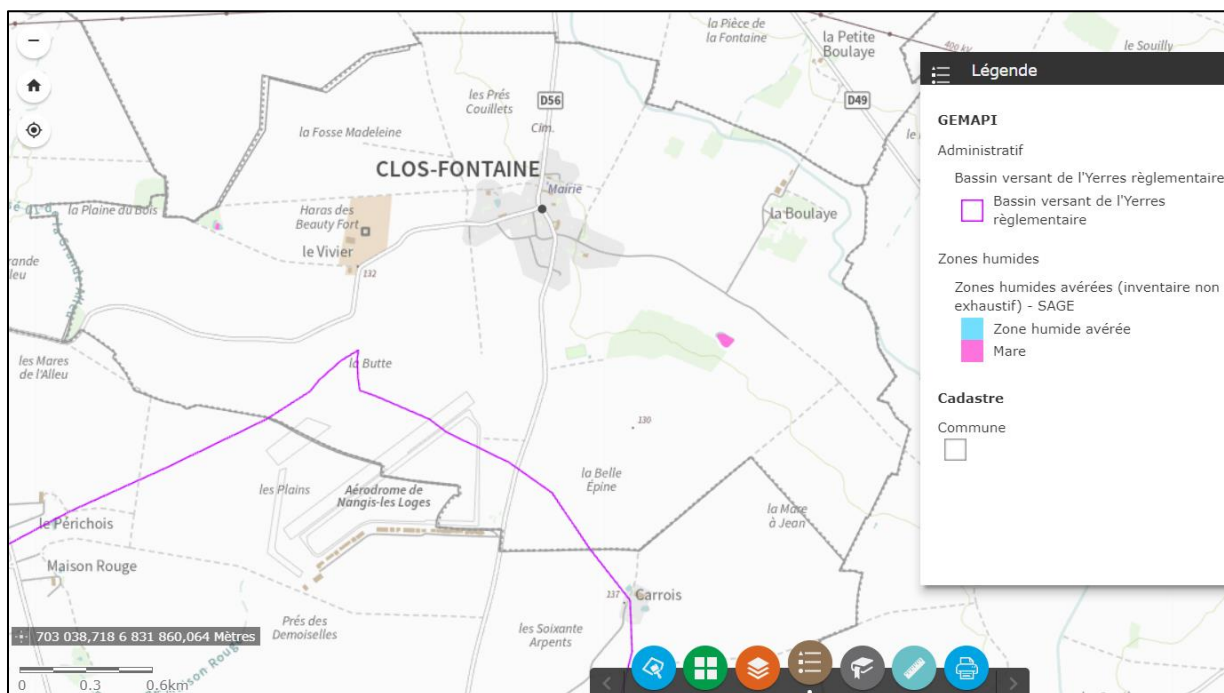 la Pièce de
la Fontaine
la Petite
Boulaye
400 kV
le Souilly
les Prés
Couillets
D56
D49
Cim.
la Fosse Madeleine
CLOS-FONTAINE
Mairie
la Plaine du Bois
Haras des
Beauty Fort
la Boulaye
le Vivier
132
les Mares
de l'Alleu
la Butte
130
la Belle
Épine
les Plains
Aérodrome de
Nangis-les Loges
la Mare
à Jean
le Périchois
Maison Rouge
137
Carrois
Prés des
Demoiselles
les Soixante
Arpents
703 038,718 6 831 860,064 Mètres
0 0.3 0.6km
Légende
GEMAPI
Administratif
Bassin versant de l'Yerres règlementaire
Bassin versant de l'Yerres
règlementaire
Zones humides
Zones humides avérées (inventaire non
exhaustif) - SAGE
Zone humide avérée
Mare
Cadastre
Commune